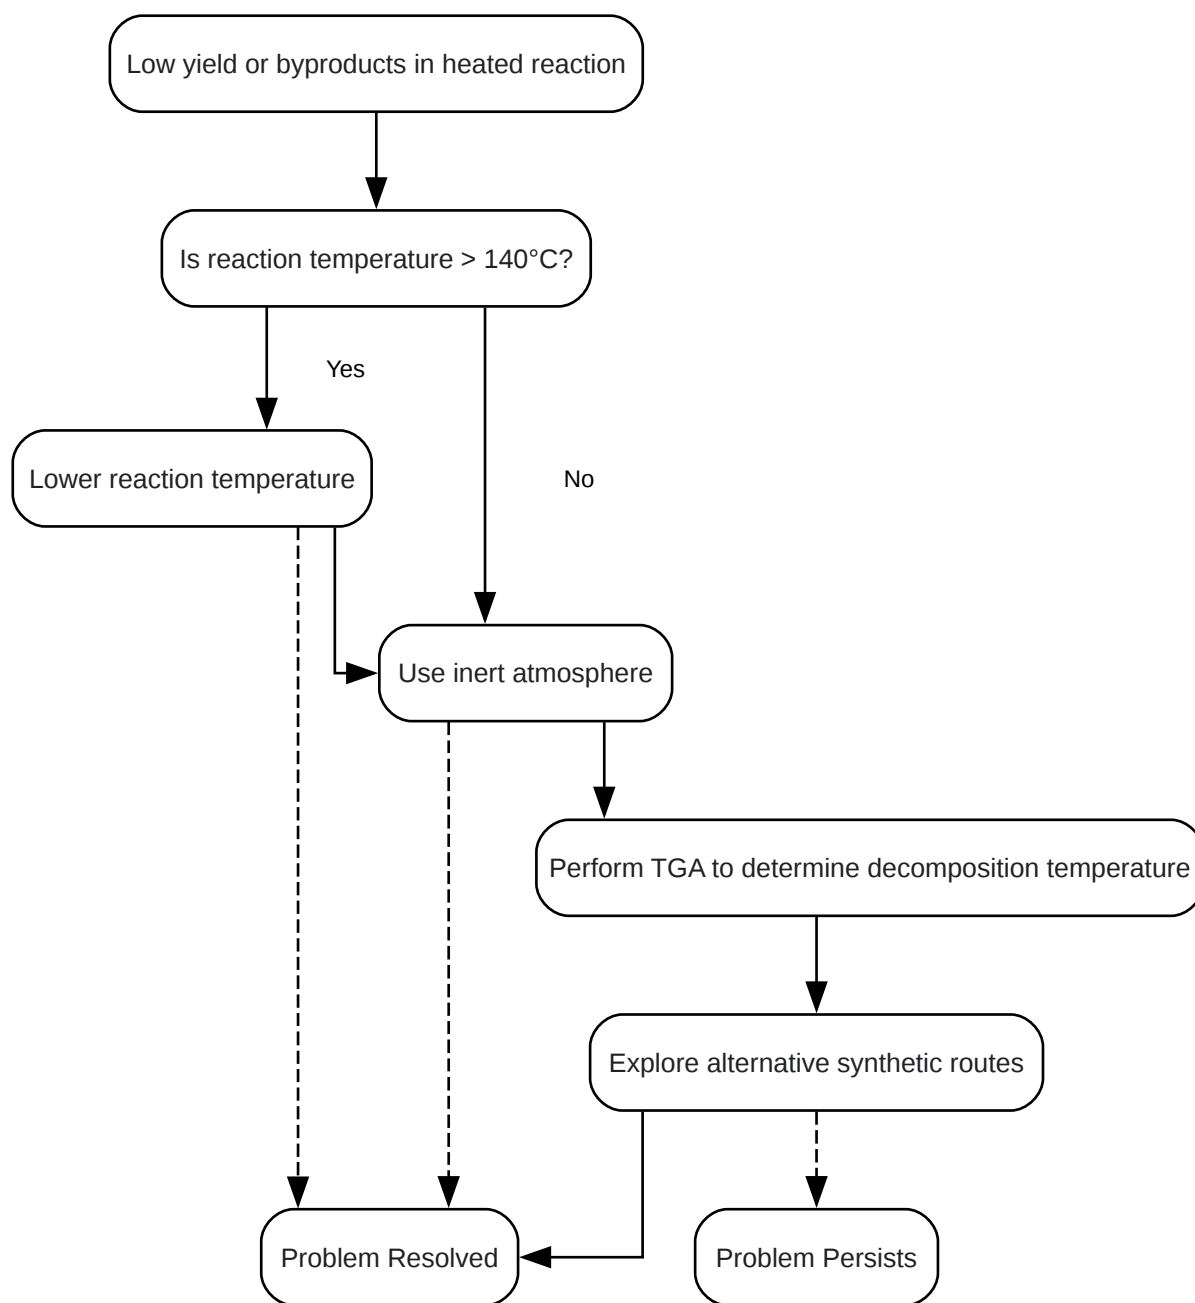 Low yield or byproducts in heated reaction
Is reaction temperature > 140°C?
Yes
Lower reaction temperature
No
Use inert atmosphere
Perform TGA to determine decomposition temperature
Explore alternative synthetic routes
Problem Resolved
Problem Persists